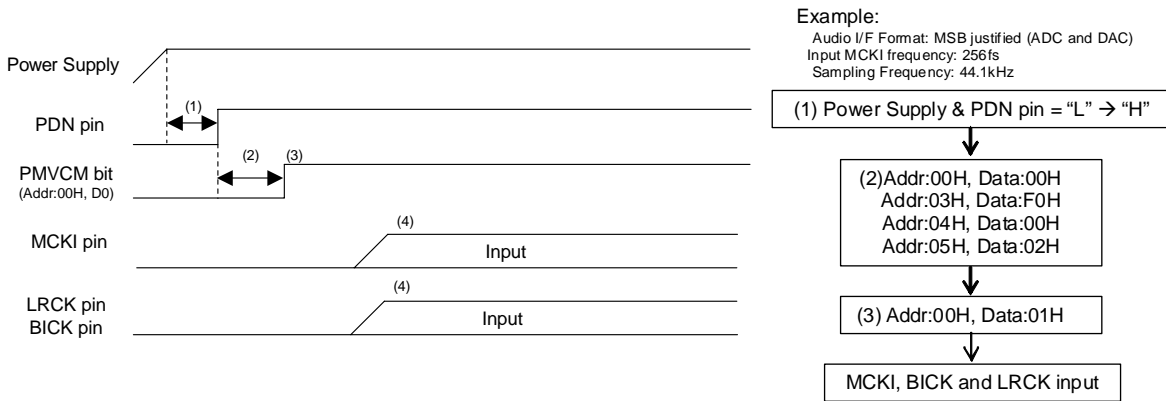 Power Supply
(1)
PDN pin
(2)
(3)
PMVCM bit
(Addr:00H, D0)
(4)
MCKI pin
Input
(4)
LRCK pin
BICK pin
Input
Example:
Audio I/F Format: MSB justified (ADC and DAC)
Input MCKI frequency: 256fs
Sampling Frequency: 44.1kHz
(1) Power Supply & PDN pin = “L” → “H”
(2)Addr:00H, Data:00H
Addr:03H, Data:F0H
Addr:04H, Data:00H
Addr:05H, Data:02H
(3) Addr:00H, Data:01H
MCKI, BICK and LRCK input